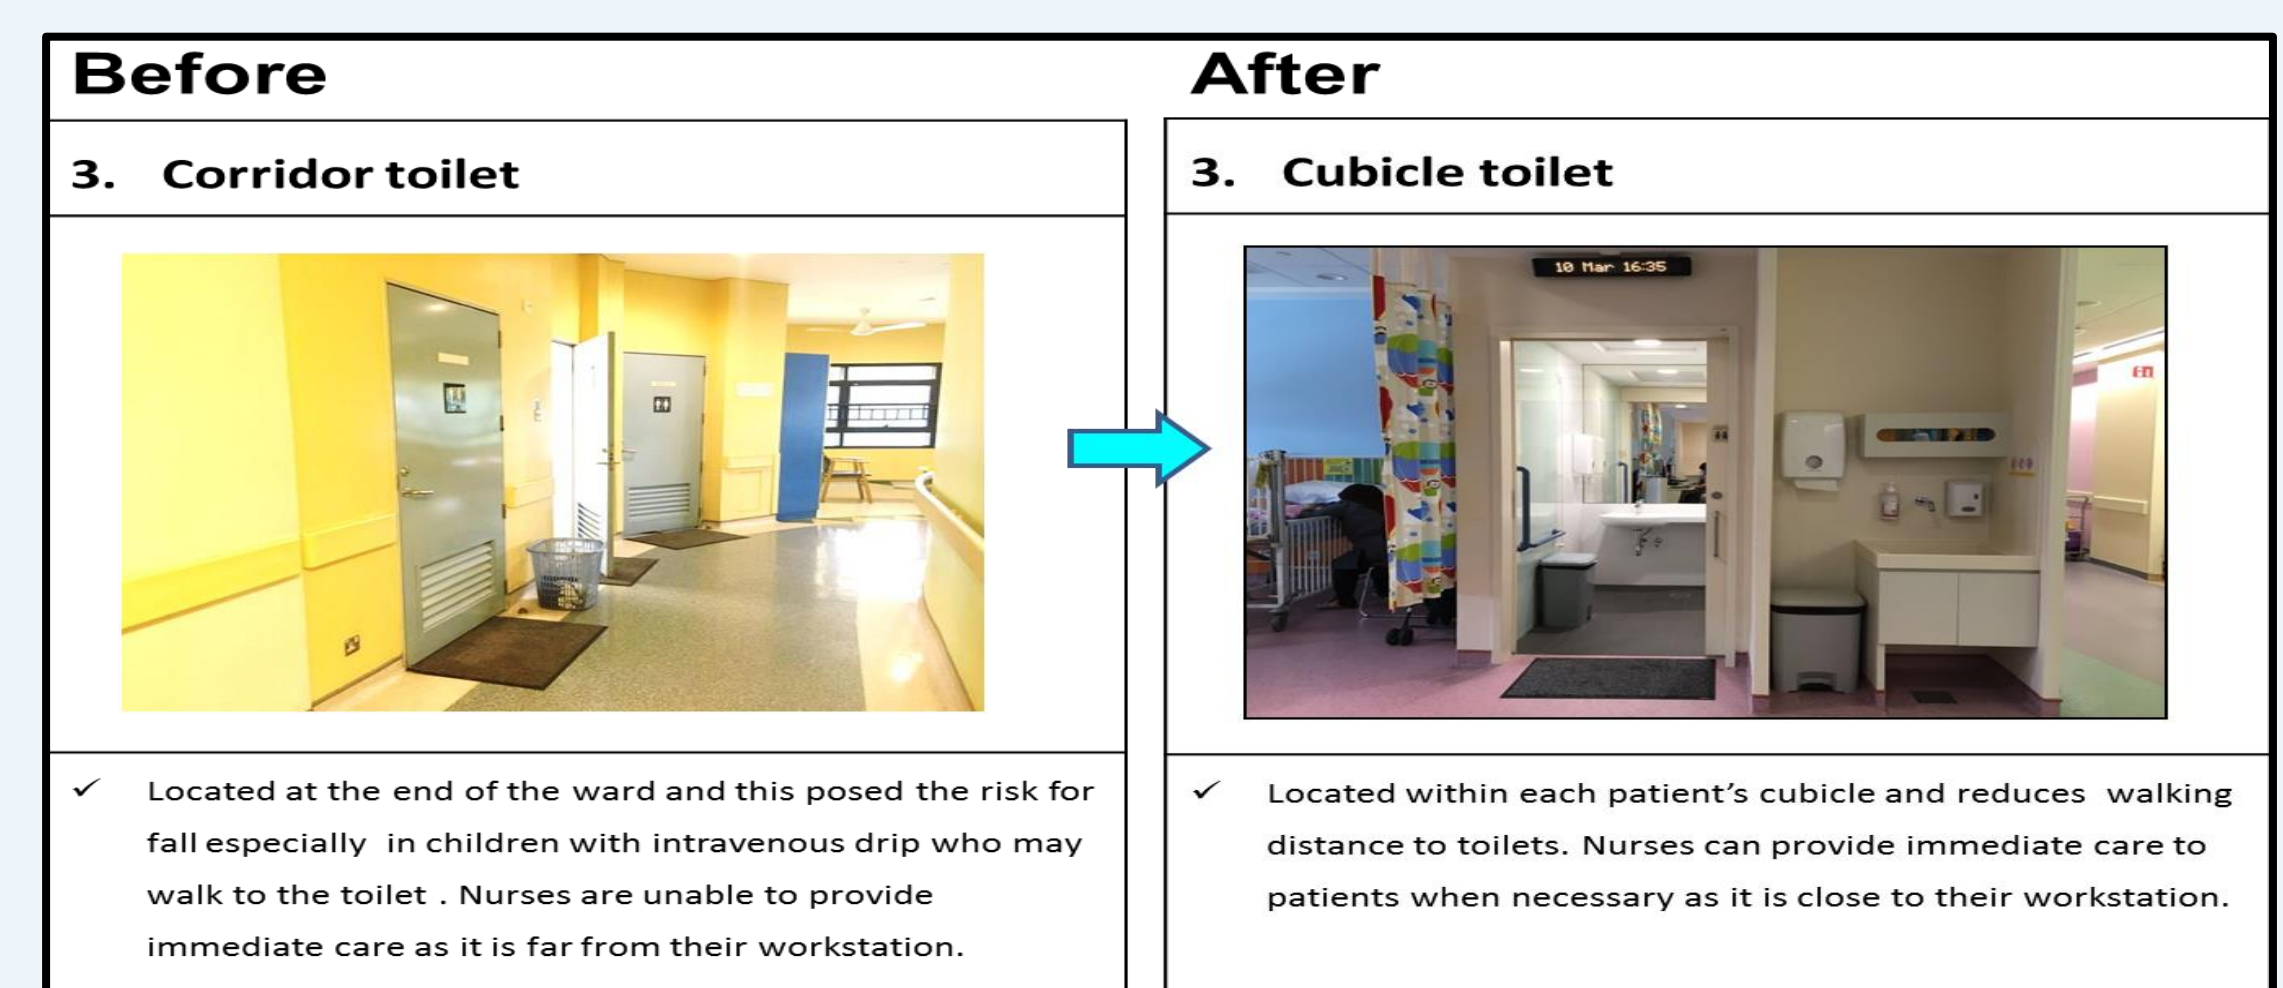 Before
After
3. Corridor toilet
3. Cubicle toilet
10 Mar 16:35
✓ Located at the end of the ward and this posed the risk for
fall especially in children with intravenous drip who may
walk to the toilet . Nurses are unable to provide
immediate care as it is far from their workstation.
✓ Located within each patient’s cubicle and reduces walking
distance to toilets. Nurses can provide immediate care to
patients when necessary as it is close to their workstation.